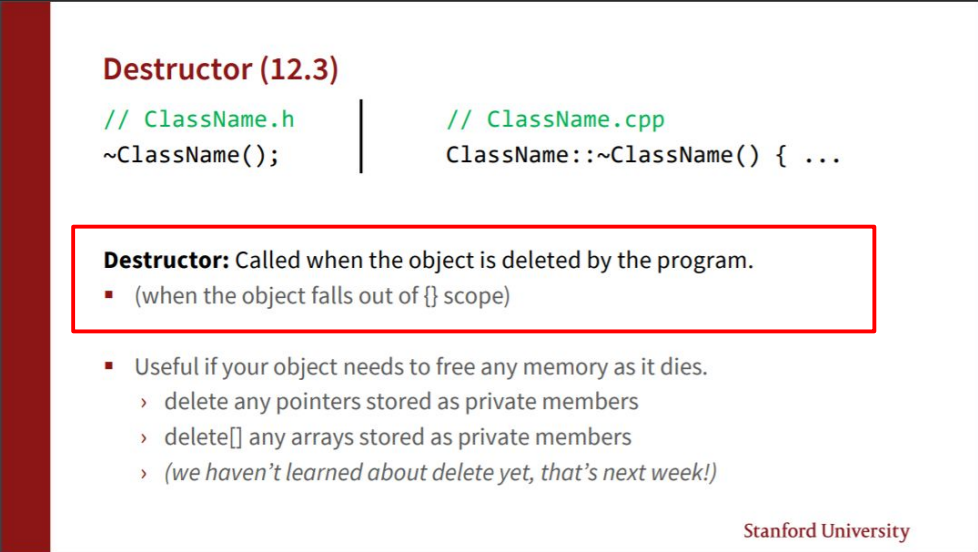 Destructor (12.3)
// ClassName.h
~ClassName();
// ClassName.cpp
ClassName::~ClassName() { ...
Destructor: Called when the object is deleted by the program.
▪ (when the object falls out of {} scope)
▪ Useful if your object needs to free any memory as it dies.
› delete any pointers stored as private members
› delete[] any arrays stored as private members
› (we haven’t learned about delete yet, that’s next week!)
Stanford University